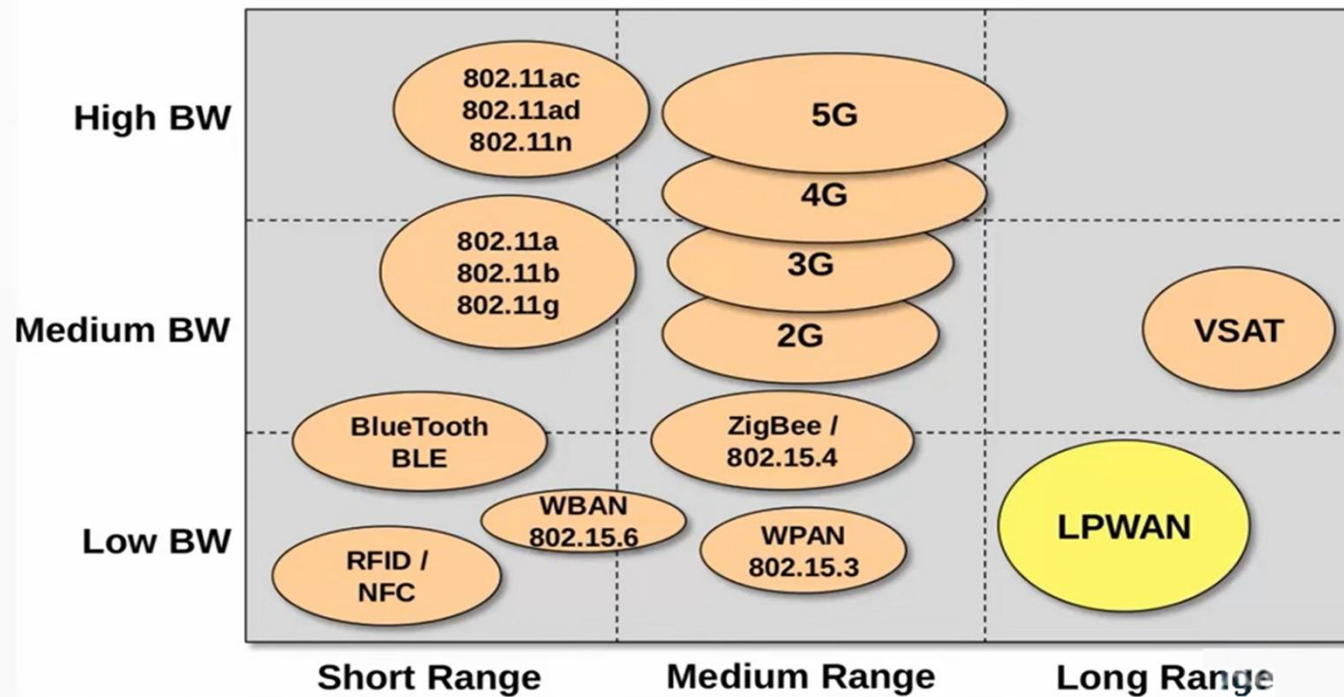 High BW
802.11ac
802.11ad
802.11n
5G
4G
802.11a
802.11b
802.11g
3G
Medium BW
2G
VSAT
BlueTooth
BLE
ZigBee /
802.15.4
Low BW
WBAN
802.15.6
WPAN
802.15.3
LPWAN
RFID /
NFC
Short Range
Medium Range
Long Range